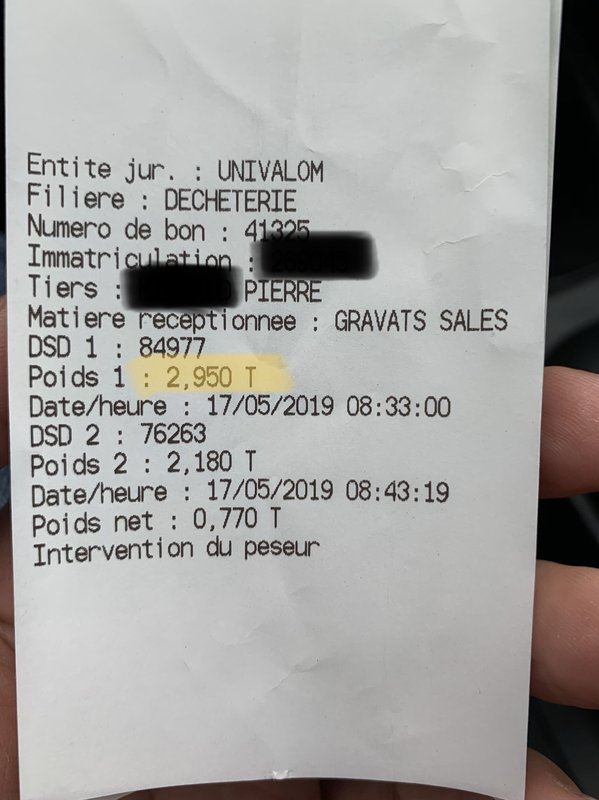 Entite jur. : UNIVALOM
Filiere : DECHETERIE
Numero de bon : 41325
Immatriculation :
Tiers : PIERRE
Matiere receptionnee : GRAVATS SALES
DSD 1 : 84977
Poids 1 : 2,950 T
Date/heure : 17/05/2019 08:33:00
DSD 2 : 76263
Poids 2 : 2,180 T
Date/heure : 17/05/2019 08:43:19
Poids net : 0,770 T
Intervention du peseur